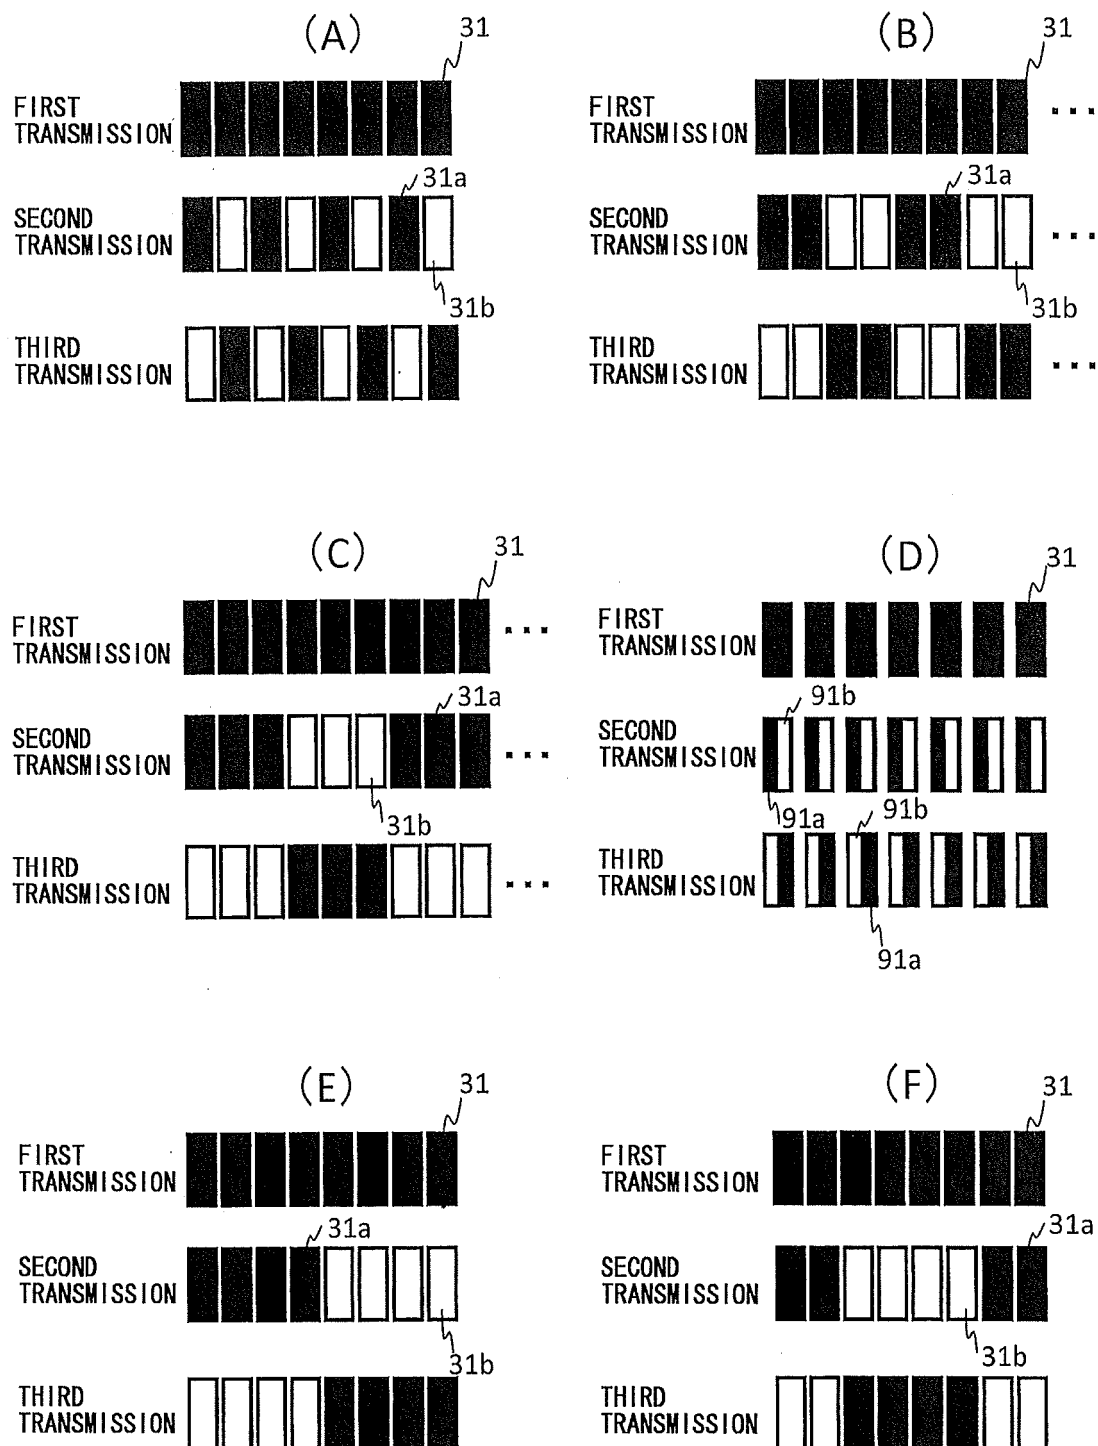 (A)
31
FIRST
TRANSMISSION
31a
SECOND
TRANSMISSION
31b
THIRD
TRANSMISSION
(B)
31
FIRST
TRANSMISSION
...
31a
SECOND
TRANSMISSION
...
31b
THIRD
TRANSMISSION
...
(C)
31
FIRST
TRANSMISSION
...
31a
SECOND
TRANSMISSION
...
31b
THIRD
TRANSMISSION
...
(D)
31
FIRST
TRANSMISSION
91b
SECOND
TRANSMISSION
91a
91b
THIRD
TRANSMISSION
91a
(E)
31
FIRST
TRANSMISSION
31a
SECOND
TRANSMISSION
31b
THIRD
TRANSMISSION
(F)
31
FIRST
TRANSMISSION
31a
SECOND
TRANSMISSION
31b
THIRD
TRANSMISSION